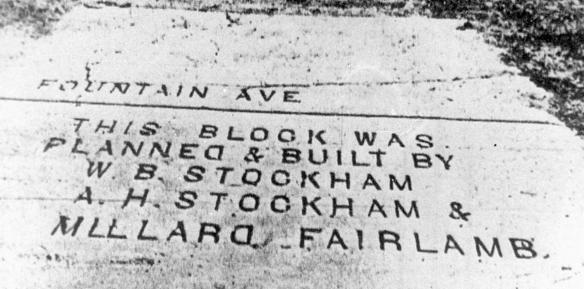 FOUNTAIN AVE
THIS BLOCK WAS
PLANNED & BUILT BY
W. B. STOCKHAM
A. H. STOCKHAM &
MILLARD FAIRLAMB.